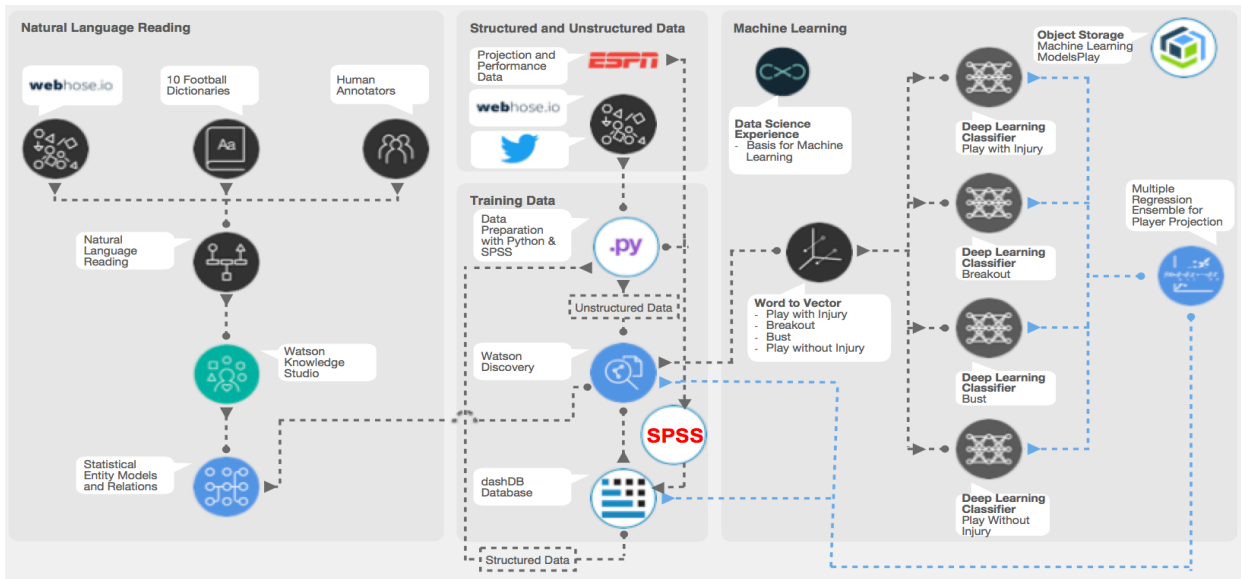 Natural Language Reading
webhose.io
10 Football
Dictionaries
Human
Annotators
Aa
Natural
Language
Reading
Watson
Knowledge
Studio
Statistical
Entity Models
and Relations
Structured and Unstructured Data
Projection and
Performance
Data
ESPN
webhose.io
Training Data
Data
Preparation
with Python &
SPSS
.py
Unstructured Data
Watson
Discovery
SPSS
dashDB
Database
Structured Data
Machine Learning
Data Science
Experience
- Basis for Machine
Learning
Word to Vector
- Play with Injury
- Breakout
- Bust
- Play without Injury
Object Storage
Machine Learning
ModelsPlay
Deep Learning
Classifier
Play with Injury
Deep Learning
Classifier
Breakout
Deep Learning
Classifier
Bust
Deep Learning
Classifier
Play Without
Injury
Multiple
Regression
Ensemble for
Player Projection